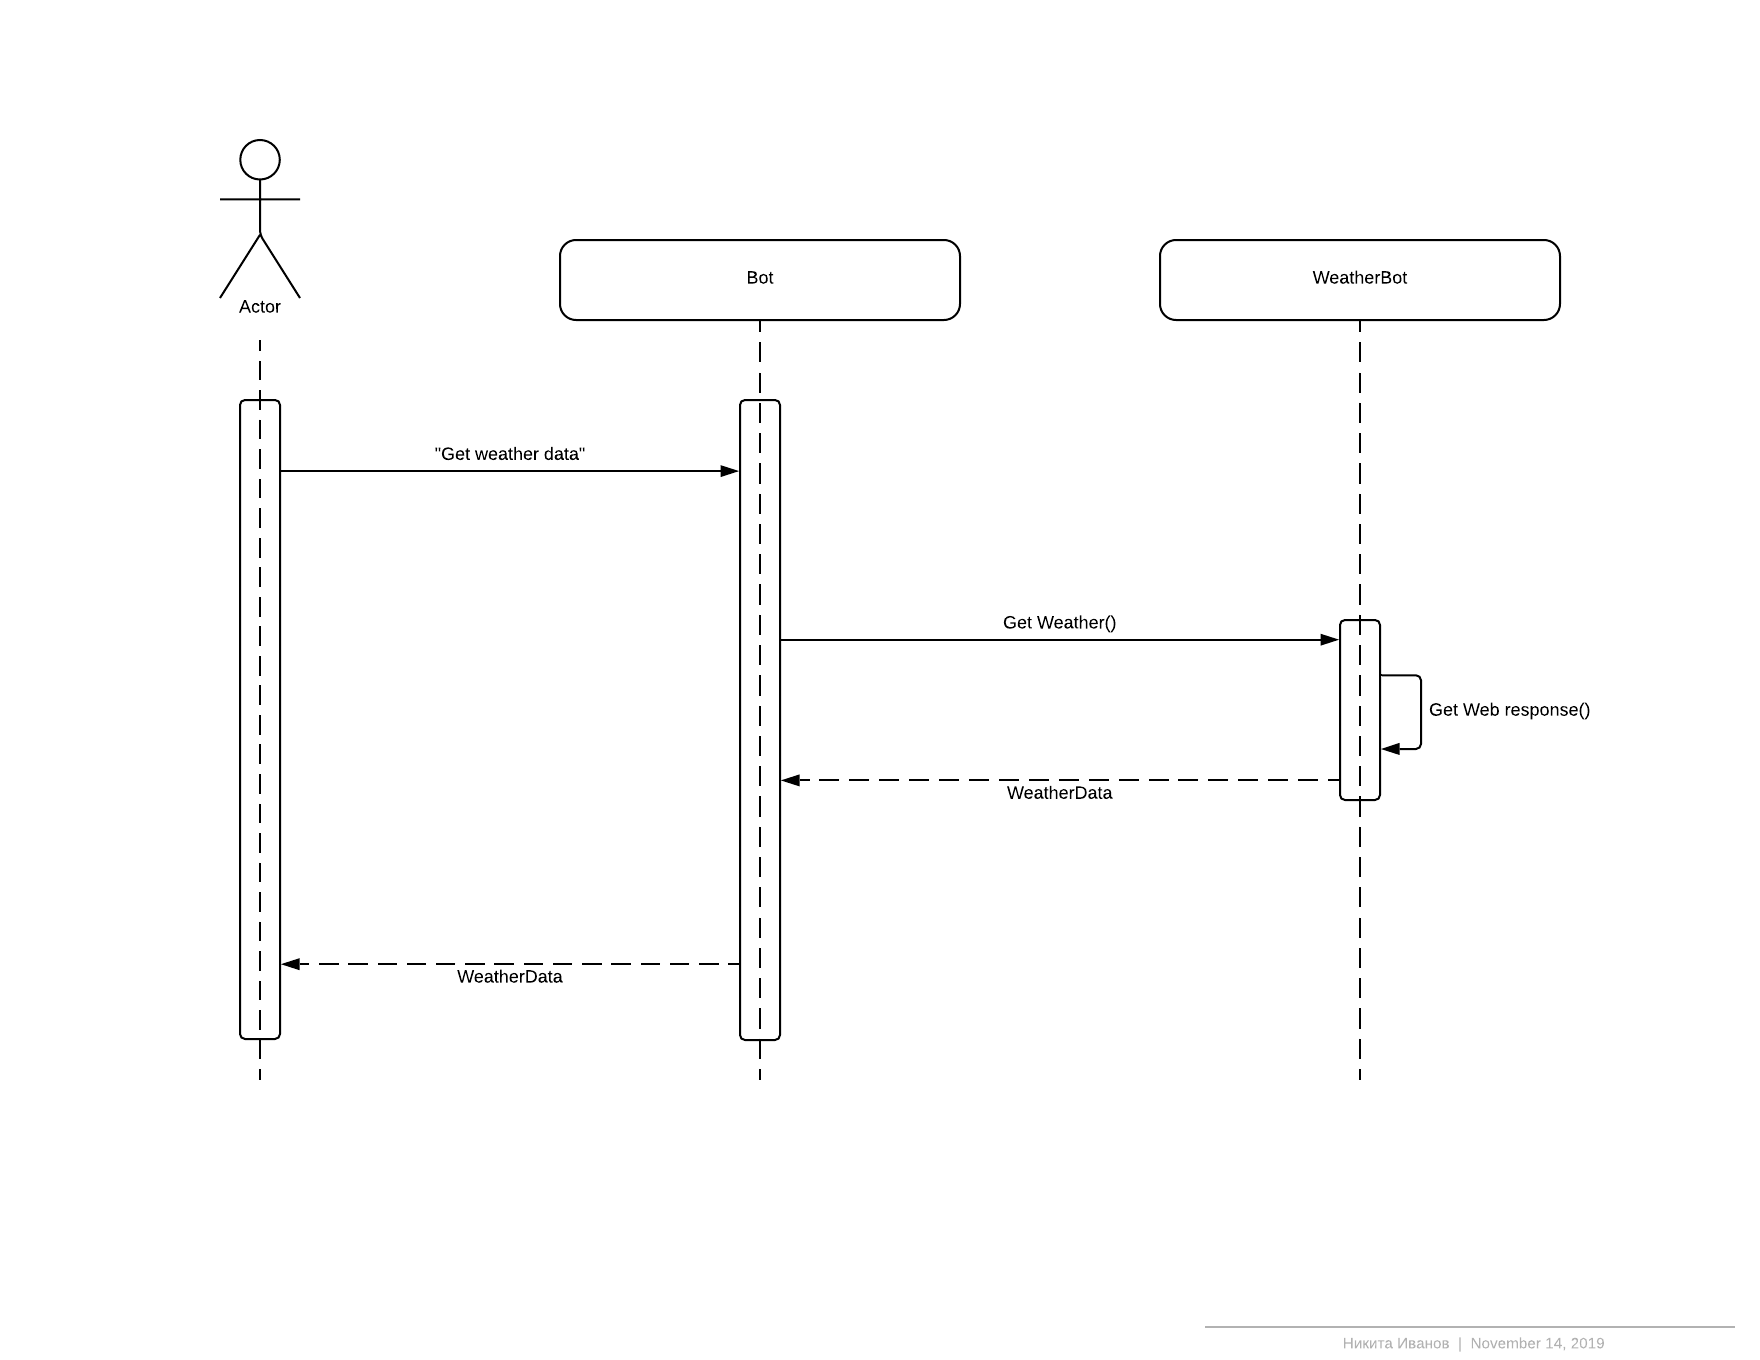 Actor
Bot
WeatherBot
"Get weather data"
Get Weather()
Get Web response()
WeatherData
WeatherData
Никита Иванов | November 14, 2019